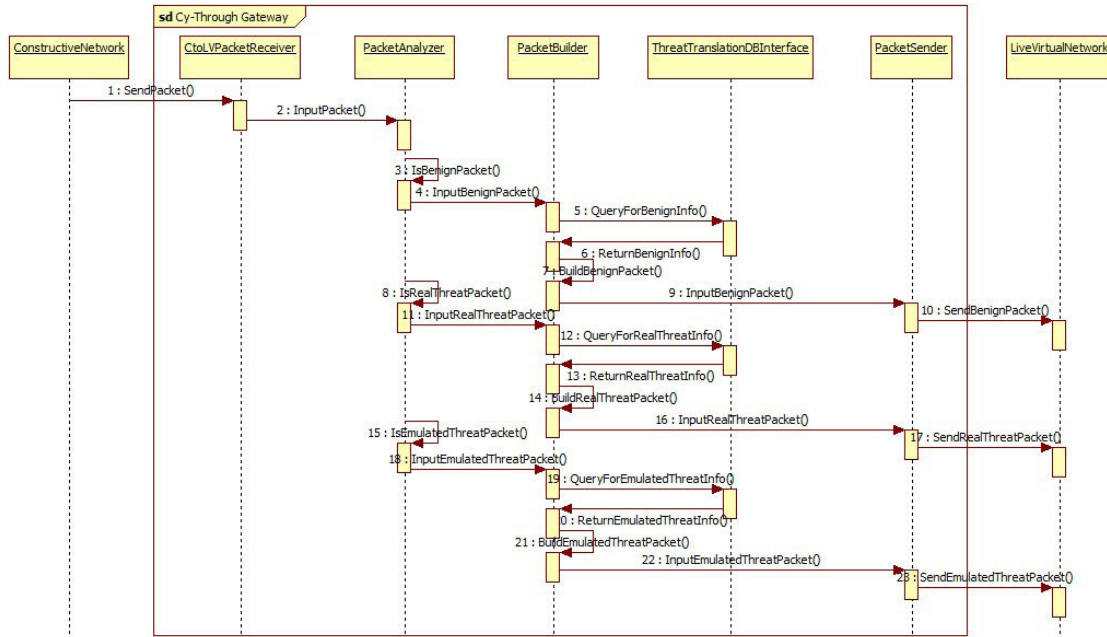 sd Cy-Through Gateway
ConstructiveNetwork
CtoLVPacketReceiver
PacketAnalyzer
PacketBuilder
ThreatTranslationDBInterface
PacketSender
LiveVirtualNetwork
1 : SendPacket()
2 : InputPacket()
3 : IsBenignPacket()
4 : InputBenignPacket()
5 : QueryForBenignInfo()
6 : ReturnBenignInfo()
7 : BuildBenignPacket()
8 : IsRealThreatPacket()
9 : InputBenignPacket()
10 : SendBenignPacket()
11 : InputRealThreatPacket()
12 : QueryForRealThreatInfo()
13 : ReturnRealThreatInfo()
14 : BuildRealThreatPacket()
15 : IsEmulatedThreatPacket()
16 : InputRealThreatPacket()
17 : SendRealThreatPacket()
18 : InputEmulatedThreatPacket()
19 : QueryForEmulatedThreatInfo()
0 : ReturnEmulatedThreatInfo()
21 : BuildEmulatedThreatPacket()
22 : InputEmulatedThreatPacket()
23 : SendEmulatedThreatPacket()